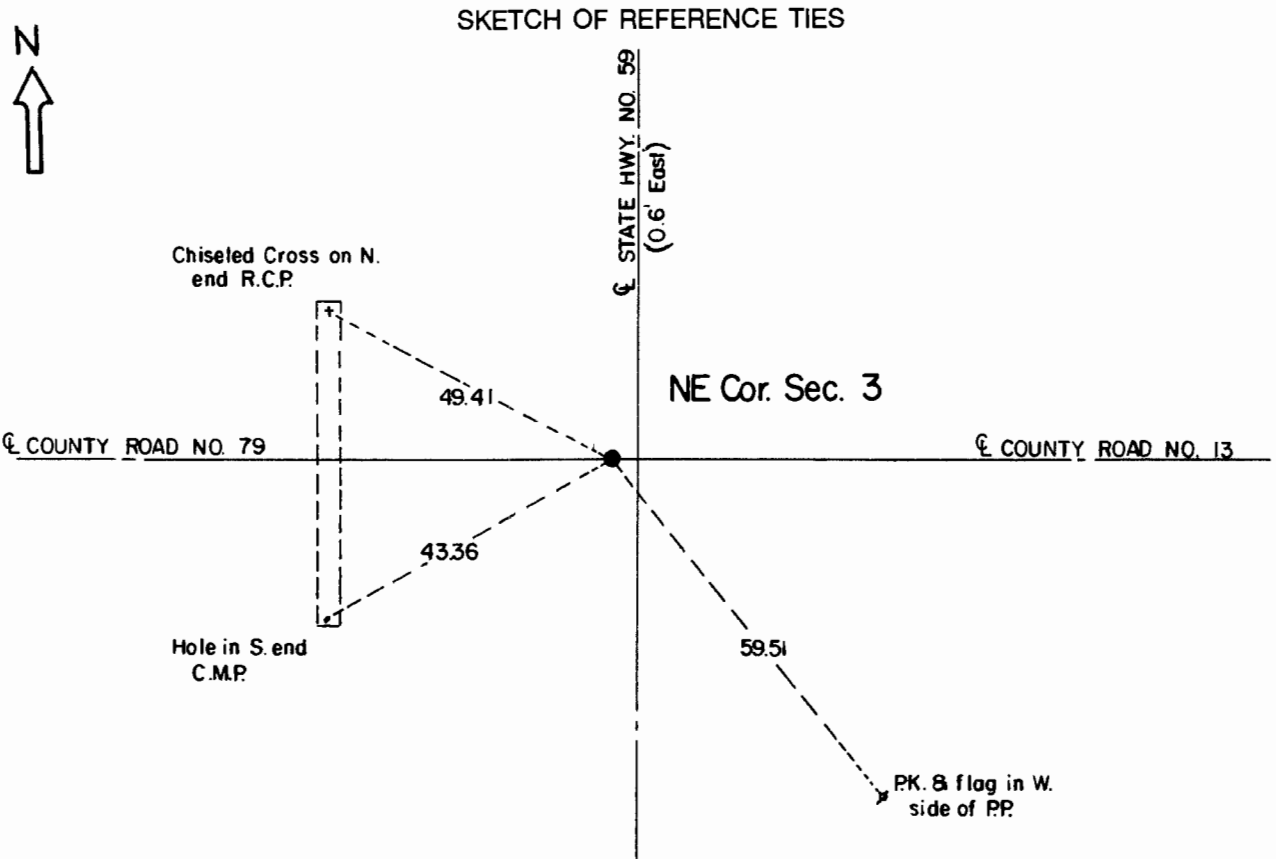 SKETCH OF REFERENCE TIES
N
℄ STATE HWY. NO. 59
(0.6' East)
Chiseled Cross on N.
end R.C.P.
49.41
NE Cor. Sec. 3
℄ COUNTY ROAD NO. 79
℄ COUNTY ROAD NO. 13
43.36
Hole in S. end
C.M.P.
59.51
P.K. & flag in W.
side of P.P.